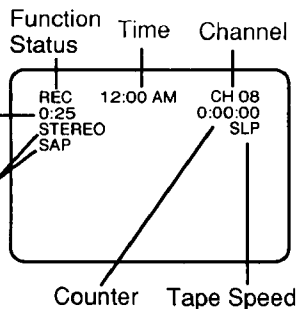 Function Status
Time
Channel
REC 12:00 AM CH 08
0:25 0:00:00
STEREO SLP
SAP
Counter
Tape Speed